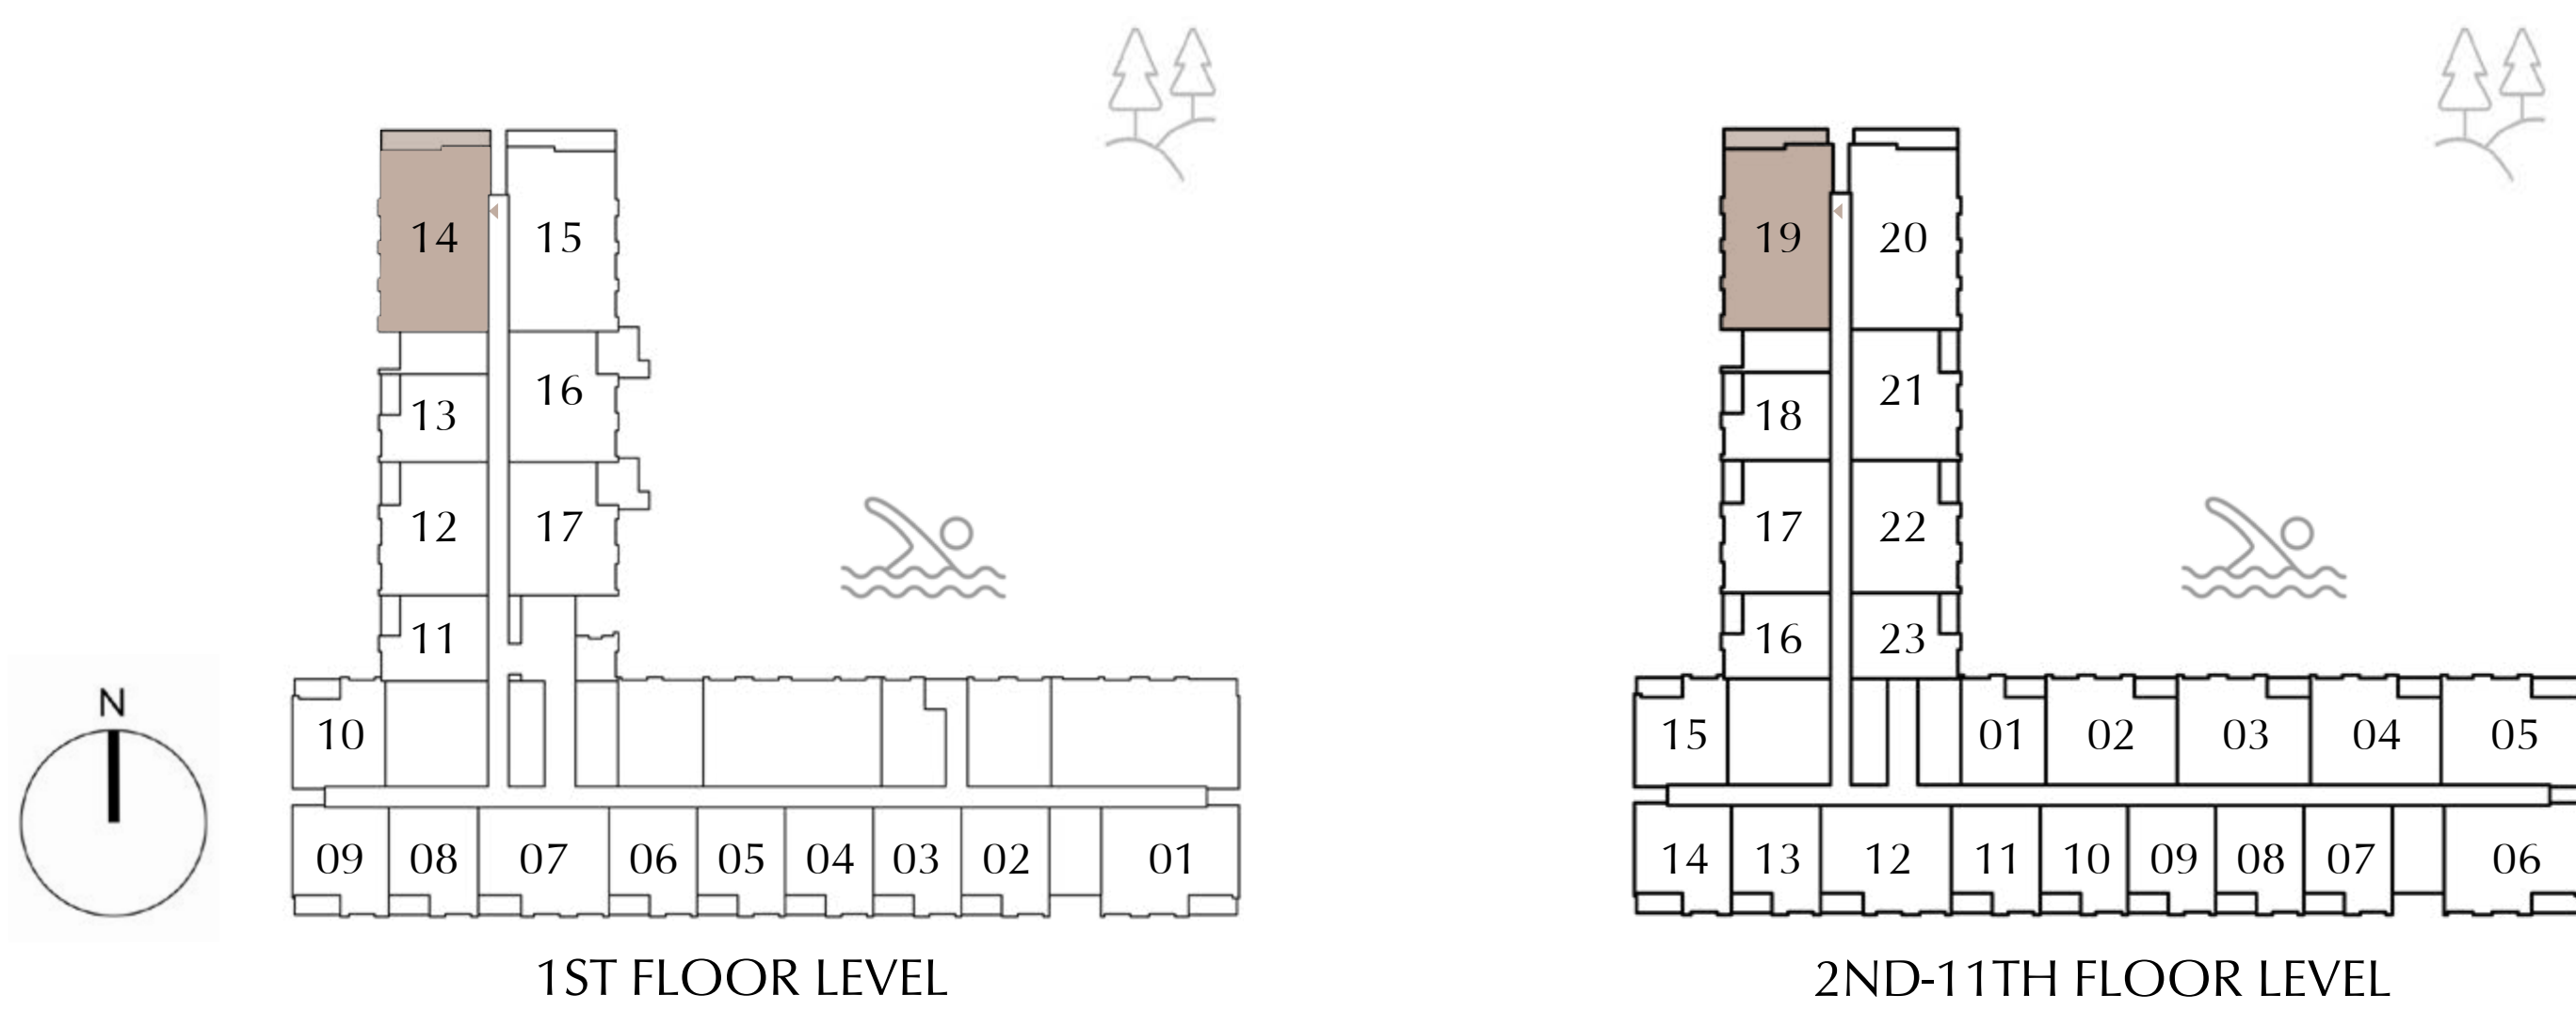 14 15
16
13
12 17
11
N
10
09 08 07 06 05 04 03 02 01
1ST FLOOR LEVEL
19 20
21
18
17 22
16 23
15 01 02 03 04 05
14 13 12 11 10 09 08 07 06
2ND-11TH FLOOR LEVEL